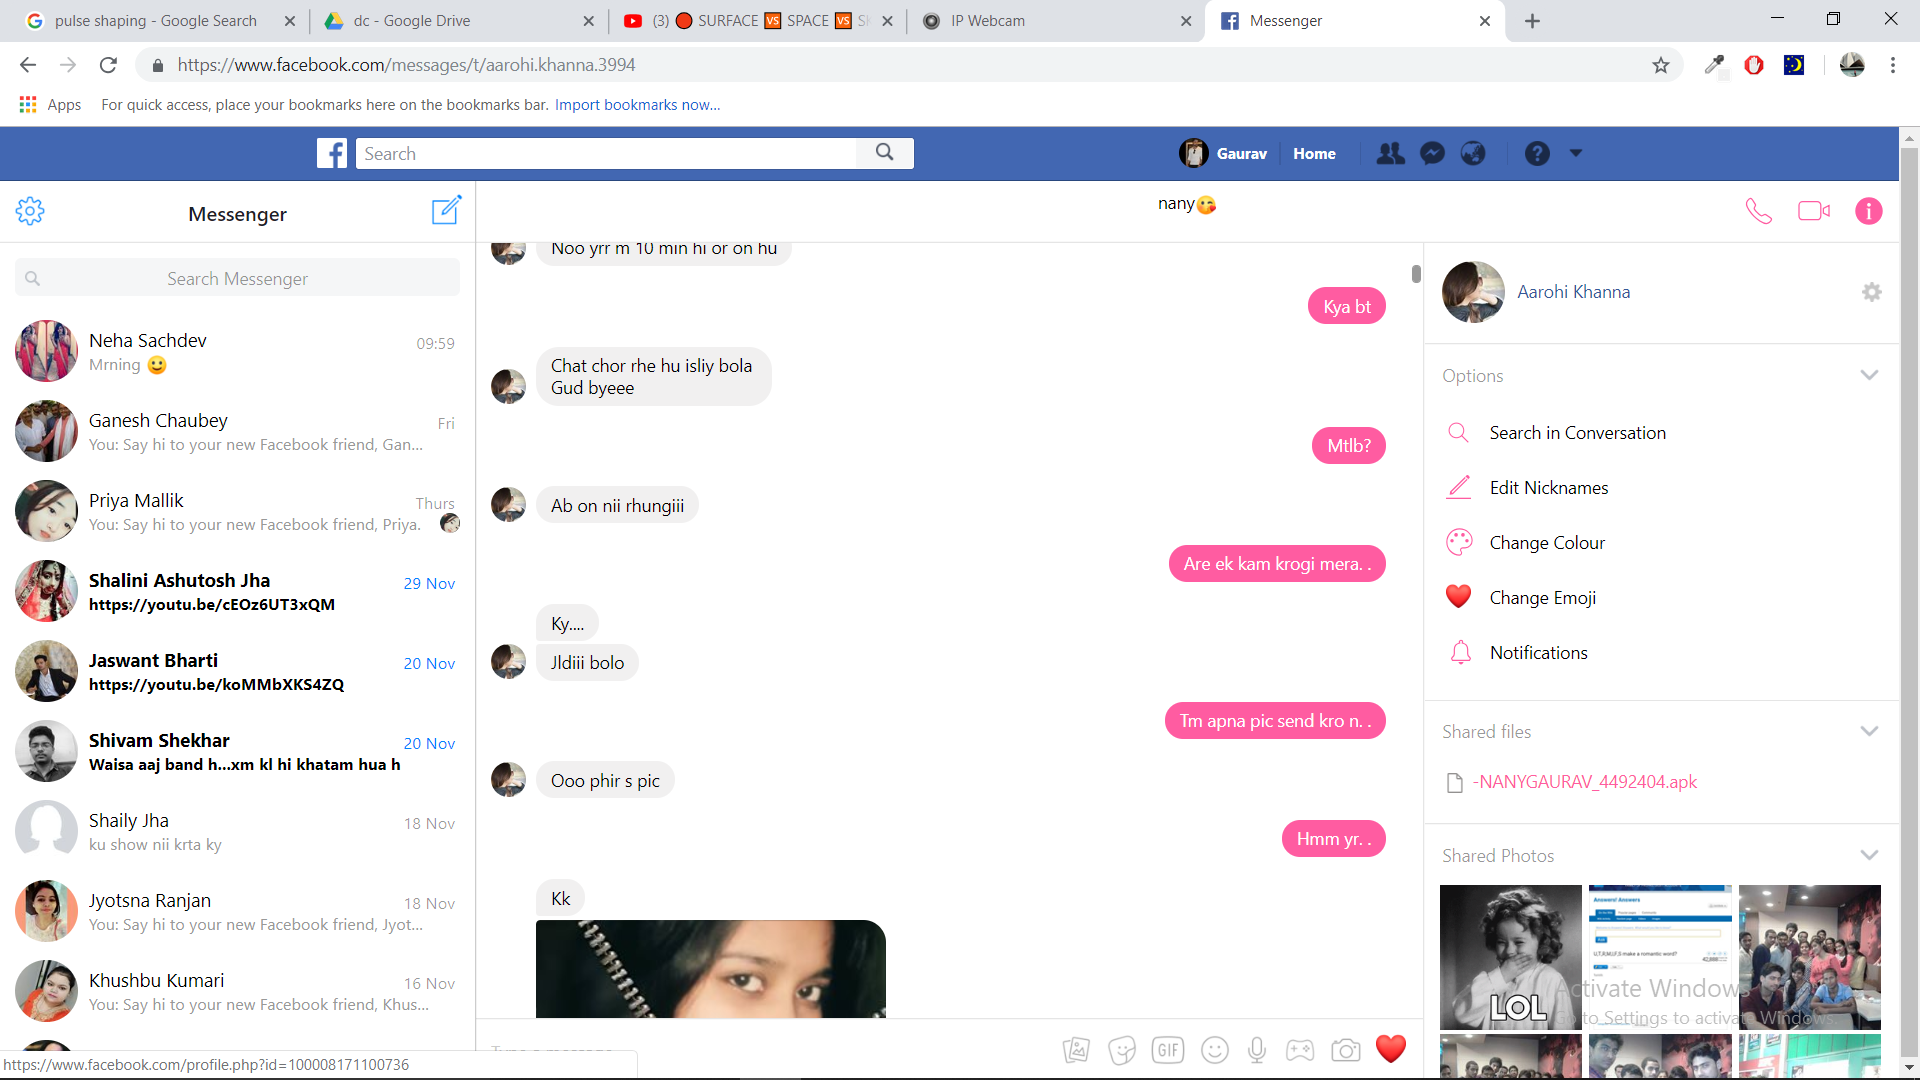 pulse shaping - Google Search
dc - Google Drive
(3) 🔴 SURFACE 🆚 SPACE 🆚 S
IP Webcam
Messenger
https://www.facebook.com/messages/t/aarohi.khanna.3994
Apps
For quick access, place your bookmarks here on the bookmarks bar. Import bookmarks now...
Search
Gaurav
Home
Messenger
nany😘
Search Messenger
Neha Sachdev
09:59
Mrning 🙂
Ganesh Chaubey
Fri
You: Say hi to your new Facebook friend, Gan...
Priya Mallik
Thurs
You: Say hi to your new Facebook friend, Priya.
Shalini Ashutosh Jha
29 Nov
https://youtu.be/cEOz6UT3xQM
Jaswant Bharti
20 Nov
https://youtu.be/koMMbXKS4ZQ
Shivam Shekhar
20 Nov
Waisa aaj band h...xm kl hi khatam hua h
Shaily Jha
18 Nov
ku show nii krta ky
Jyotsna Ranjan
18 Nov
You: Say hi to your new Facebook friend, Jyot...
Khushbu Kumari
16 Nov
You: Say hi to your new Facebook friend, Khus...
https://www.facebook.com/profile.php?id=100008171100736
Noo yrr m 10 min hi or on hu
Kya bt
Chat chor rhe hu isliy bola
Gud byeee
Mtlb?
Ab on nii rhungiii
Are ek kam krogi mera. .
Ky....
Jldiii bolo
Tm apna pic send kro n. .
Ooo phir s pic
Hmm yr. .
Kk
GIF
Aarohi Khanna
Options
Search in Conversation
Edit Nicknames
Change Colour
Change Emoji
Notifications
Shared files
-NANYGAURAV_4492404.apk
Shared Photos
LOL
Answers! Answers
U,T,R,M,I,F,S make a romantic word?
Activate Windows
Go to Settings to activate Windows.